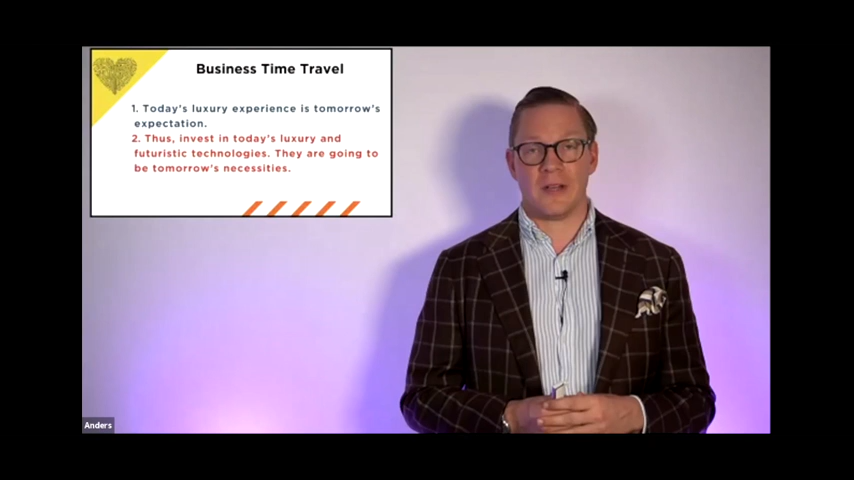 Business Time Travel
1. Today's luxury experience is tomorrow's
expectation.
2. Thus, invest in today's luxury and
futuristic technologies. They are going to
be tomorrow's necessities.
Anders